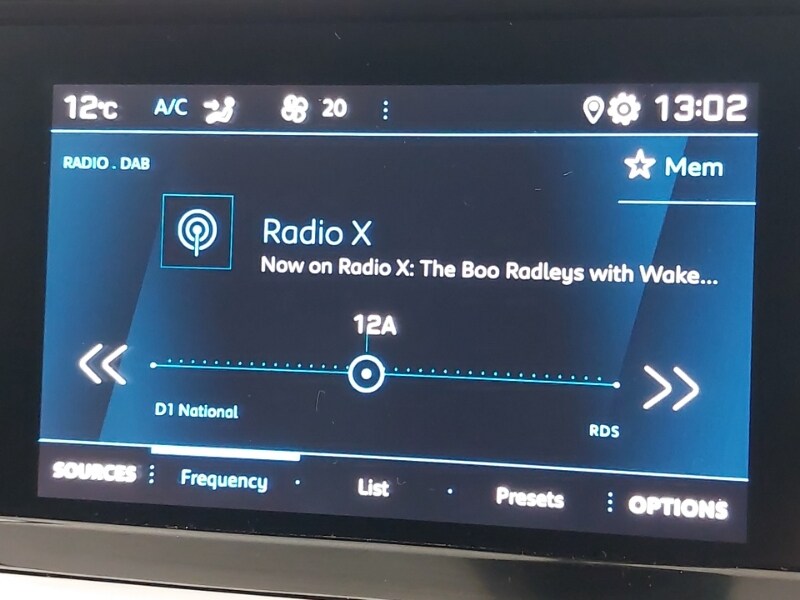 12°C A/C 20 13:02
RADIO . DAB
Mem
Radio X
Now on Radio X: The Boo Radleys with Wake...
12A
D1 National
RDS
SOURCES Frequency List Presets OPTIONS